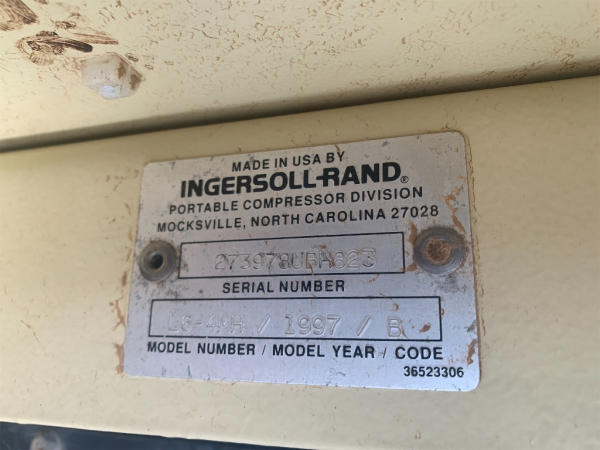 MADE IN USA BY
INGERSOLL-RAND®
PORTABLE COMPRESSOR DIVISION
MOCKSVILLE, NORTH CAROLINA 27028
SERIAL NUMBER
/ 1997 / B
MODEL NUMBER / MODEL YEAR / CODE
36523306